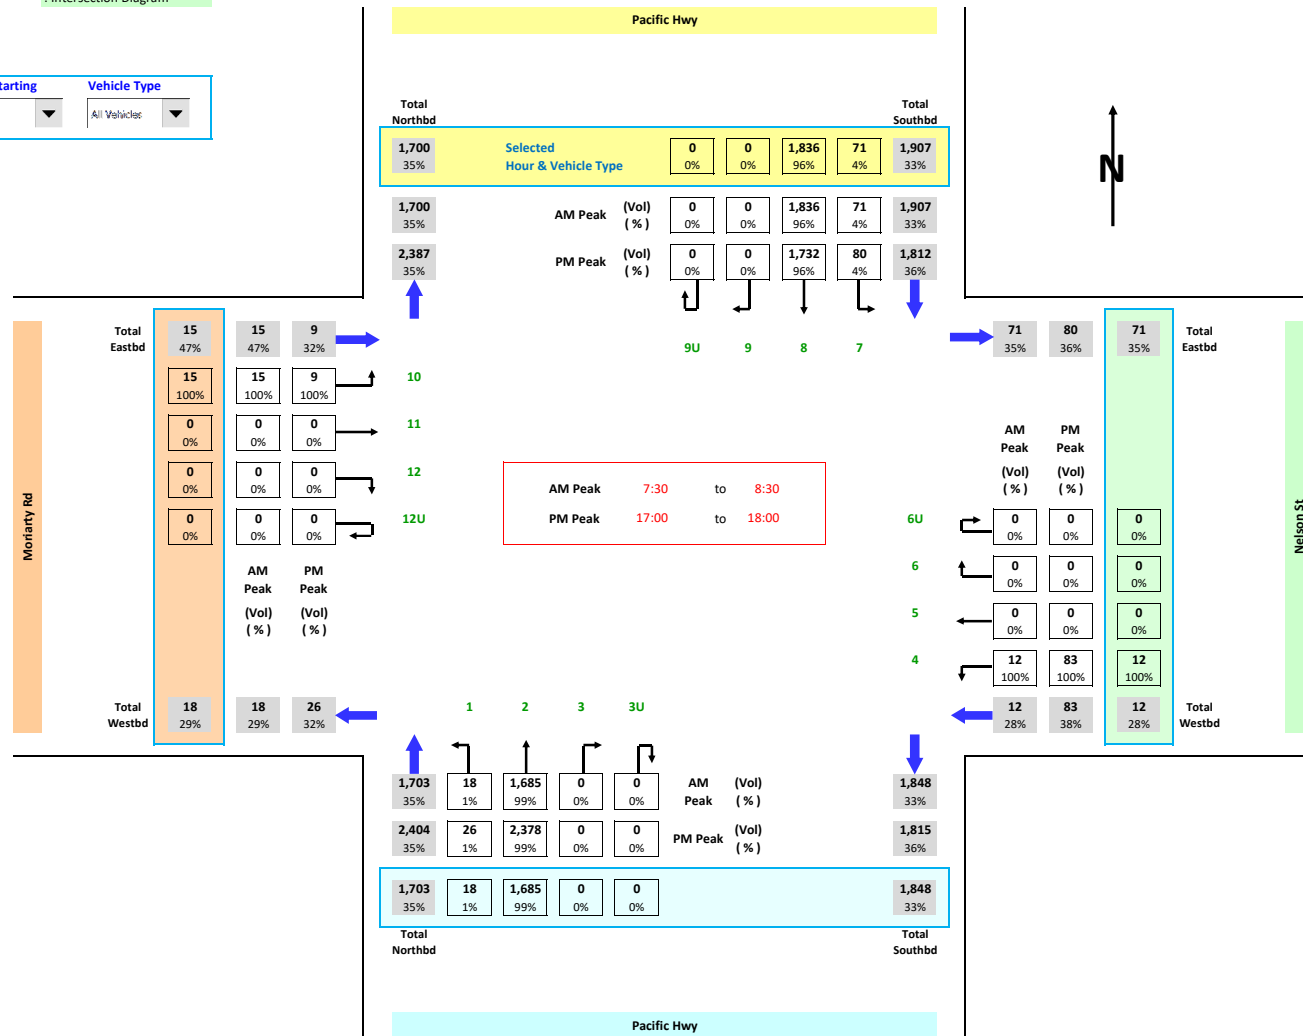 : Intersection Diagram
Pacific Hwy
tarting Vehicle Type
All Vehicles
Total Northbd
Total Southbd
1,700 Selected 0 0 1,836 71 1,907
35% Hour & Vehicle Type 0% 0% 96% 4% 33%
1,700 AM Peak (Vol) 0 0 1,836 71 1,907
35% ( % ) 0% 0% 96% 4% 33%
2,387 PM Peak (Vol) 0 0 1,732 80 1,812
35% ( % ) 0% 0% 96% 4% 36%
9U 9 8 7
Moriarty Rd
Total 15 15 9
Eastbd 47% 47% 32%
15 15 9 10
100% 100% 100%
0 0 0 11
0% 0% 0%
0 0 0 12
0% 0% 0%
0 0 0 12U
0% 0% 0%
AM PM
Peak Peak
(Vol) (Vol)
( % ) ( % )
Total 18 18 26
Westbd 29% 29% 32%
AM Peak 7:30 to 8:30
PM Peak 17:00 to 18:00
71 80 71 Total
35% 36% 35% Eastbd
AM PM
Peak Peak
(Vol) (Vol)
( % ) ( % )
6U 0 0 0
0% 0% 0%
6 0 0 0
0% 0% 0%
5 0 0 0
0% 0% 0%
4 12 83 12
100% 100% 100%
12 83 12 Total
28% 38% 28% Westbd
Nelson St
1 2 3 3U
1,703 18 1,685 0 0 AM (Vol) 1,848
35% 1% 99% 0% 0% Peak ( % ) 33%
2,404 26 2,378 0 0 PM Peak (Vol) 1,815
35% 1% 99% 0% 0% ( % ) 36%
1,703 18 1,685 0 0 1,848
35% 1% 99% 0% 0% 33%
Total Total
Northbd Southbd
Pacific Hwy
N